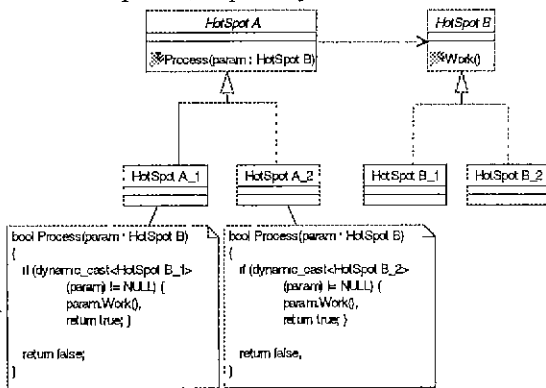 HotSpot A
HotSpot B
Process(param : HotSpot B)
Work()
HotSpot A_1
HotSpot A_2
HotSpot B_1
HotSpot B_2
bool Process(param : HotSpot B)
{
if (dynamic_cast<HotSpot B_1>
(param) != NULL) {
param.Work(),
return true; }
return false;
}
bool Process(param : HotSpot B)
{
if (dynamic_cast<HotSpot B_2>
(param) != NULL) {
param.Work(),
return true; }
return false,
}